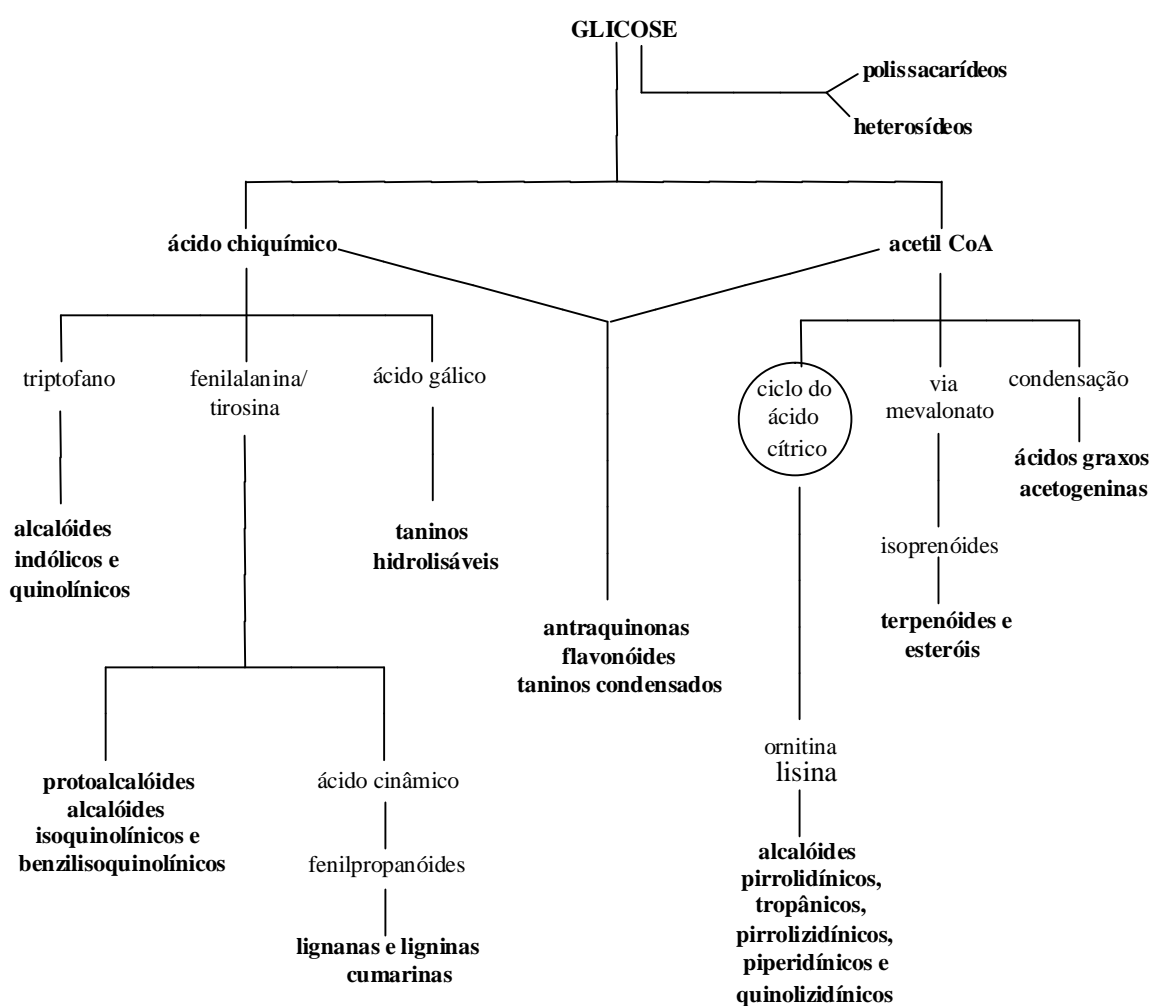 GLICOSE
polissacarídeos
heterosídeos
ácido chiquímico
acetil CoA
triptofano
fenilalanina/
tirosina
ácido gálico
ciclo do
ácido
cítrico
via
mevalonato
condensação
ácidos graxos
acetogeninas
alcalóides
indólicos e
quinolínicos
taninos
hidrolisáveis
isoprenóides
antraquinonas
flavonóides
taninos condensados
terpenóides e
esteróis
ornitina
lisina
protoalcalóides
alcalóides
isoquinolínicos e
benzilisoquinolínicos
ácido cinâmico
fenilpropanóides
lignanas e ligninas
cumarinas
alcalóides
pirrolidínicos,
tropânicos,
pirrolizidínicos,
piperidínicos e
quinolizidínicos